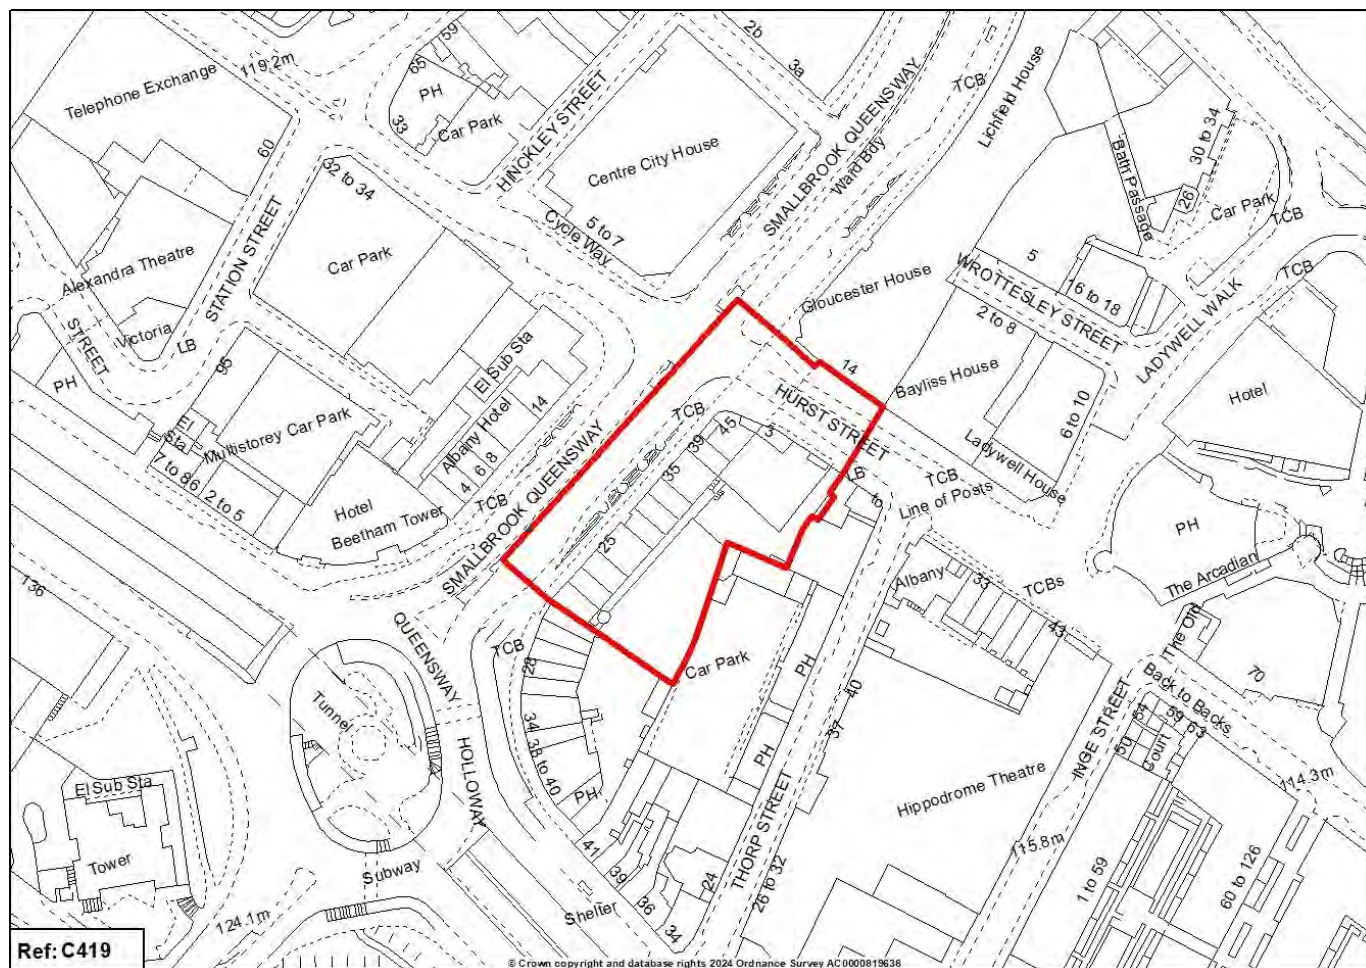 59
2b
119.2m
65
3a
Telephone Exchange
PH
33
Car Park
HINCKLEY STREET
SMALLBROOK QUEENSWAY
TCB
Lichfield House
60
Centre City House
Ward Bdy
30 to 34
Bath Passage
32 to 34
26
Car Park
TCB
5 to 7
Cycle Way
STATION STREET
Car Park
Alexandra Theatre
5
WROTTESLEY STREET
TCB
Gloucester House
16 to 18
Victoria
STREET
LB
2 to 8
LADYWELL WALK
95
El Sub Sta
14
PH
Bayliss House
Hotel
Albany Hotel
14
HURST STREET
El
Sta
Multistorey Car Park
TCB
39
45
3
6 to 10
SMALLBROOK QUEENSWAY
Ladywell House
7 to 86
2 to 5
4
6
8
35
LB
to
TCB
Line of Posts
Hotel
Beetham Tower
TCB
PH
25
The Arcadian
Albany
33
TCBs
136
QUEENSWAY
TCB
28
43
The Old
Car Park
PH
40
70
Back to Backs
Tunnel
34
INGE STREET
54
59
63
50
Court
37
HOLLOWAY
38 to 40
PH
114.3m
El Sub Sta
PH
Hippodrome Theatre
THORP STREET
115.8m
41
Tower
Subway
39
24
26 to 32
1 to 59
60 to 126
36
Shelter
124.1m
34
Ref: C419
© Crown copyright and database rights 2024 Ordnance Survey AC0000819636